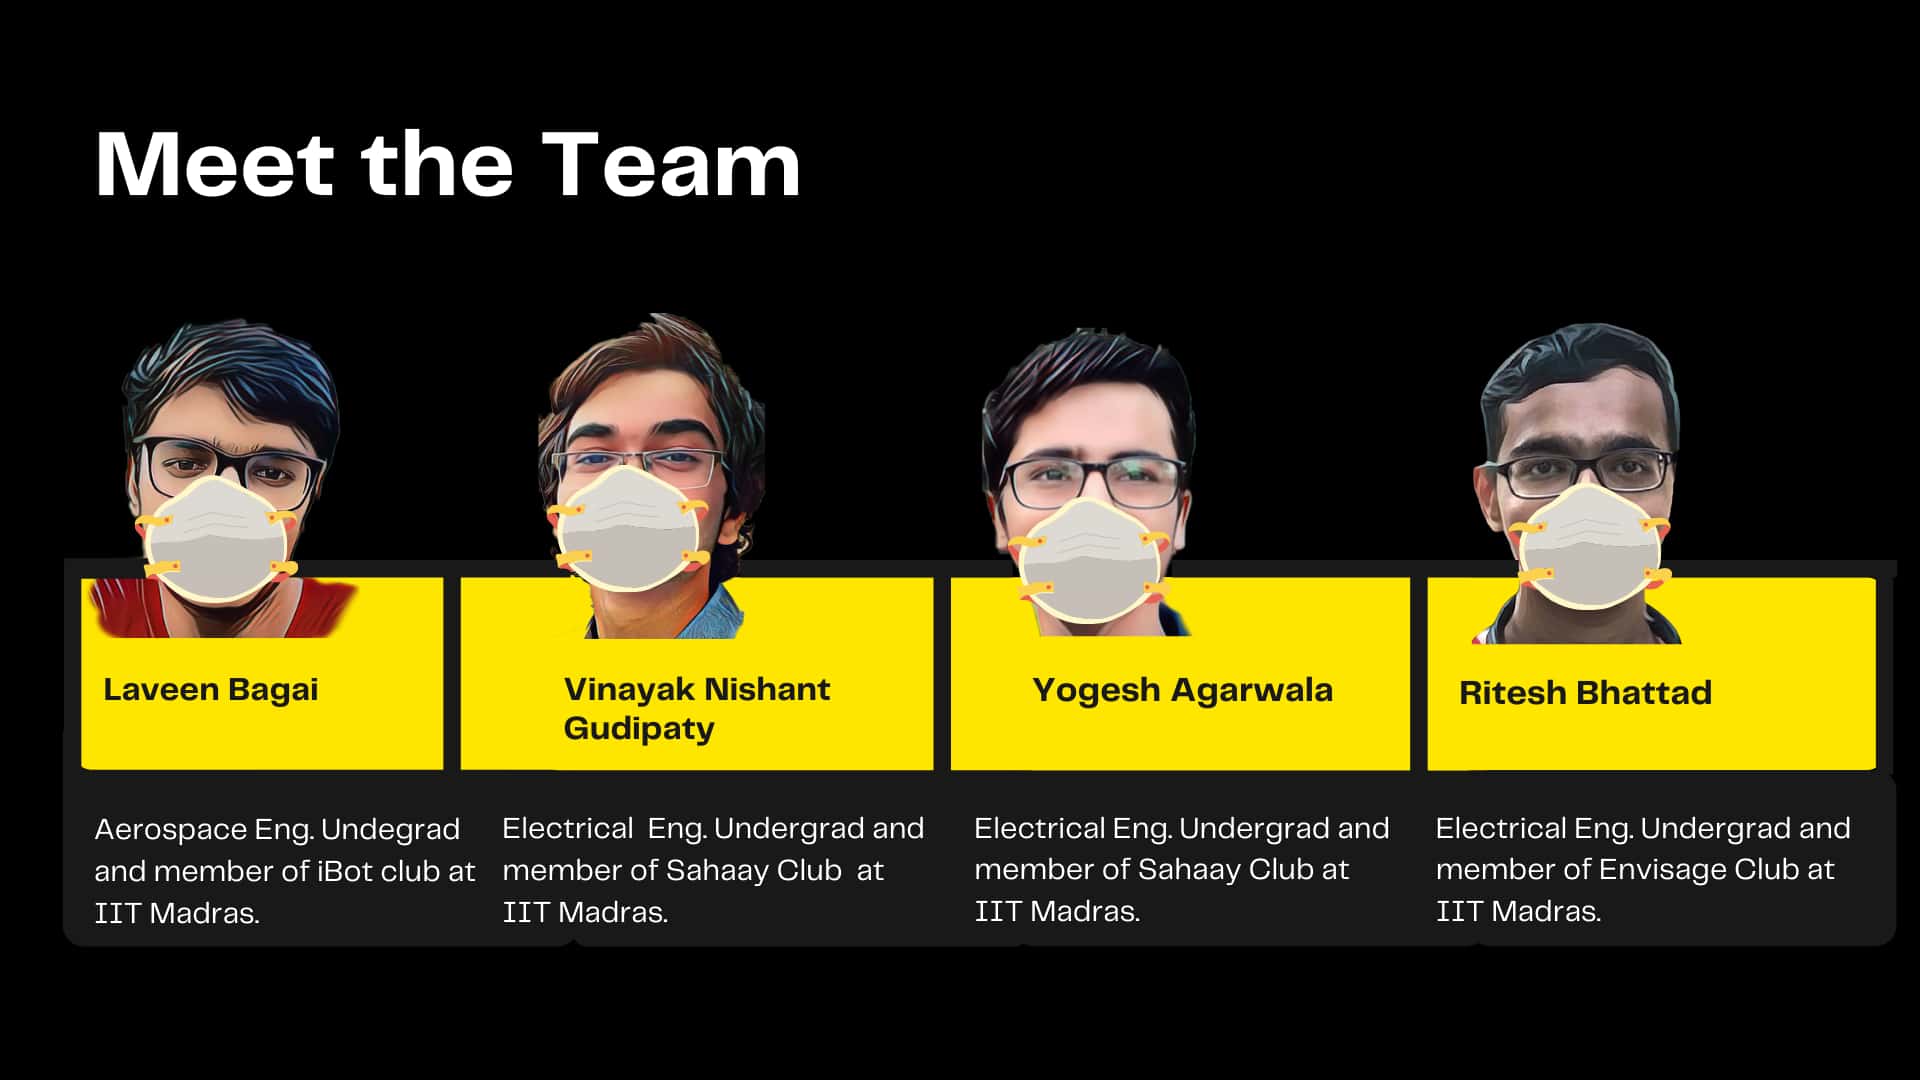 Meet the Team
Laveen Bagai
Aerospace Eng. Undegrad
and member of iBot club at
IIT Madras.
Vinayak Nishant
Gudipaty
Electrical  Eng. Undergrad and
member of Sahaay Club  at
IIT Madras.
Yogesh Agarwala
Electrical Eng. Undergrad and
member of Sahaay Club at
IIT Madras.
Ritesh Bhattad
Electrical Eng. Undergrad and
member of Envisage Club at
IIT Madras.